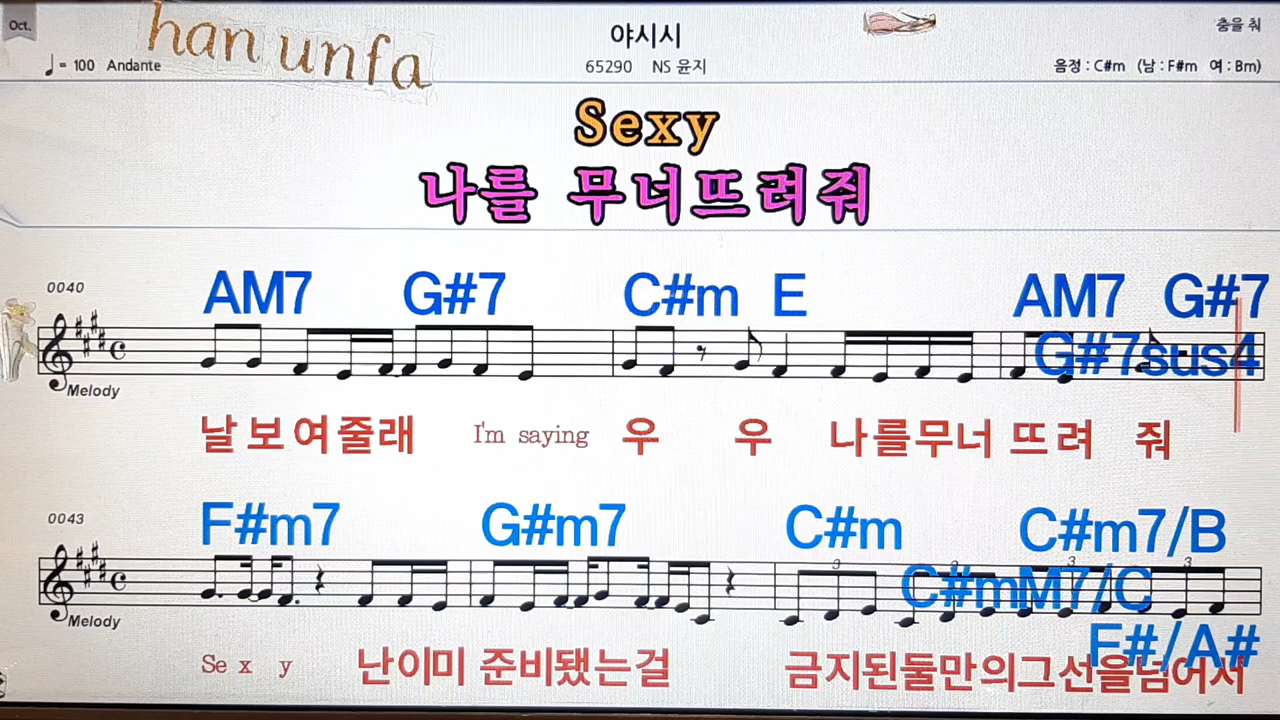 Oct.
han unfa
야시시
춤을 춰
♩= 100 Andante
65290 NS 윤지
음정 : C#m (남 : F#m 여 : Bm)
Sexy
나를 무너뜨려줘
0040
AM7 G#7 C#m E AM7 G#7
G#7sus4
Melody
날 보 여 줄 래 I'm saying 우 우 나 를 무 너 뜨 려 줘
0043
F#m7 G#m7 C#m C#m7/B
3 3 3 3
C#mM7/C
Melody
F#/A#
Se x y 난 이 미 준 비 됐 는 걸 금 지 된 둘 만 의 그 선 을 넘 어 서